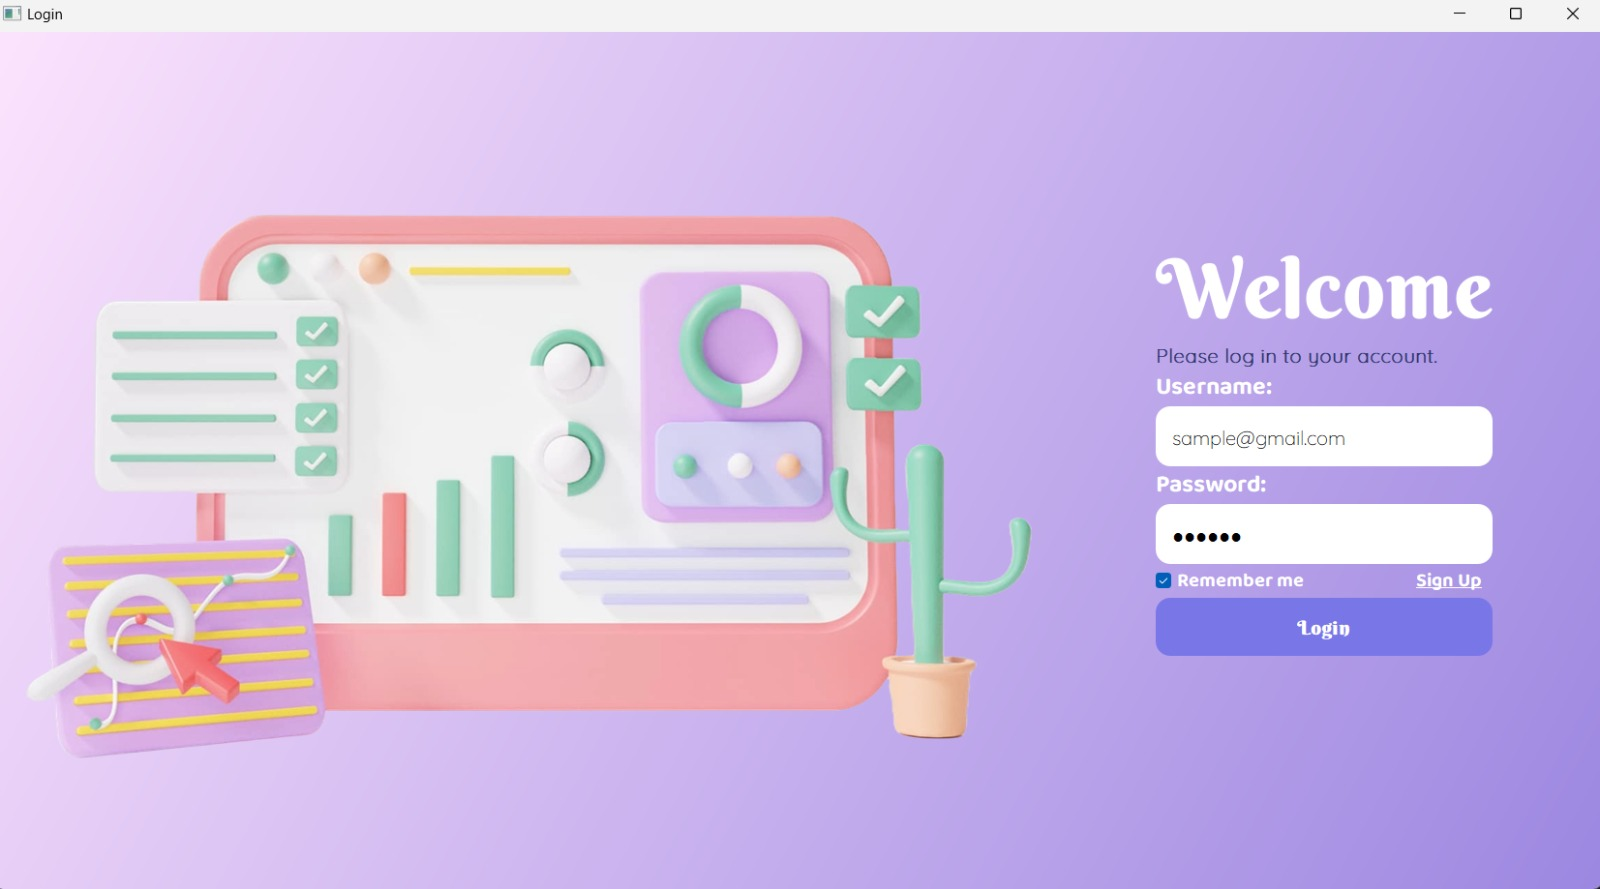 Login
Welcome
Please log in to your account.
Username:
sample@gmail.com
Password:
••••••
Remember me
Sign Up
Login